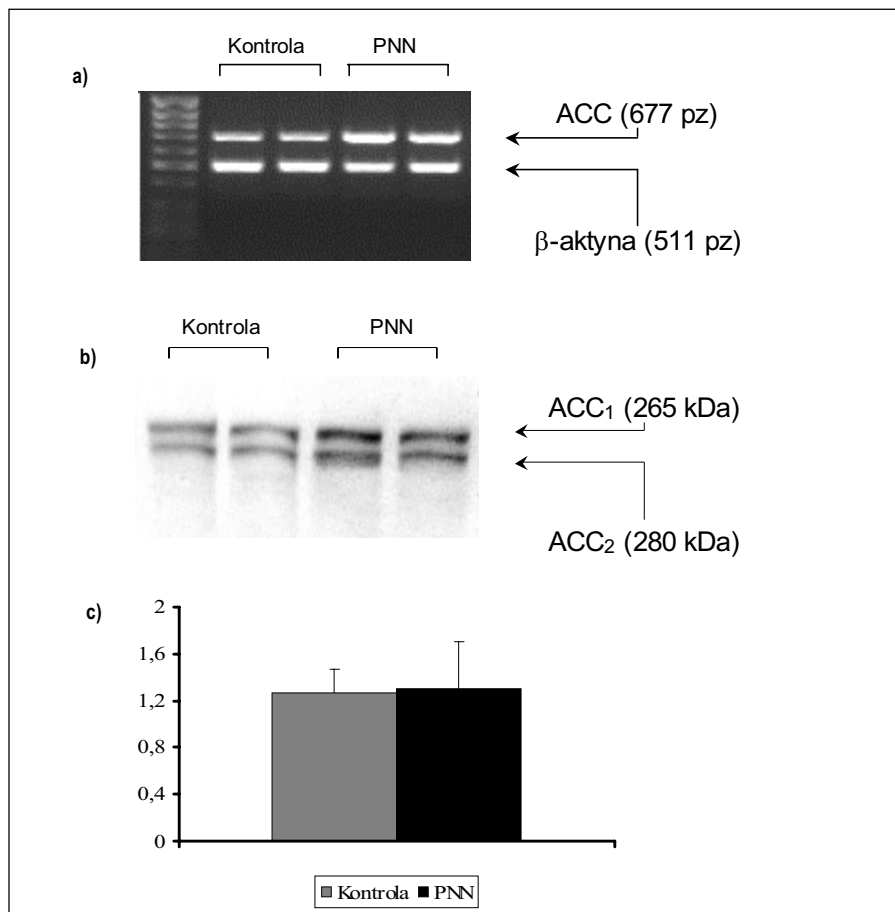 Kontrola PNN
a)
ACC (677 pz)
β-aktyna (511 pz)
Kontrola PNN
b)
ACC₁ (265 kDa)
ACC₂ (280 kDa)
c)
2
1,6
1,2
0,8
0,4
0
Kontrola PNN